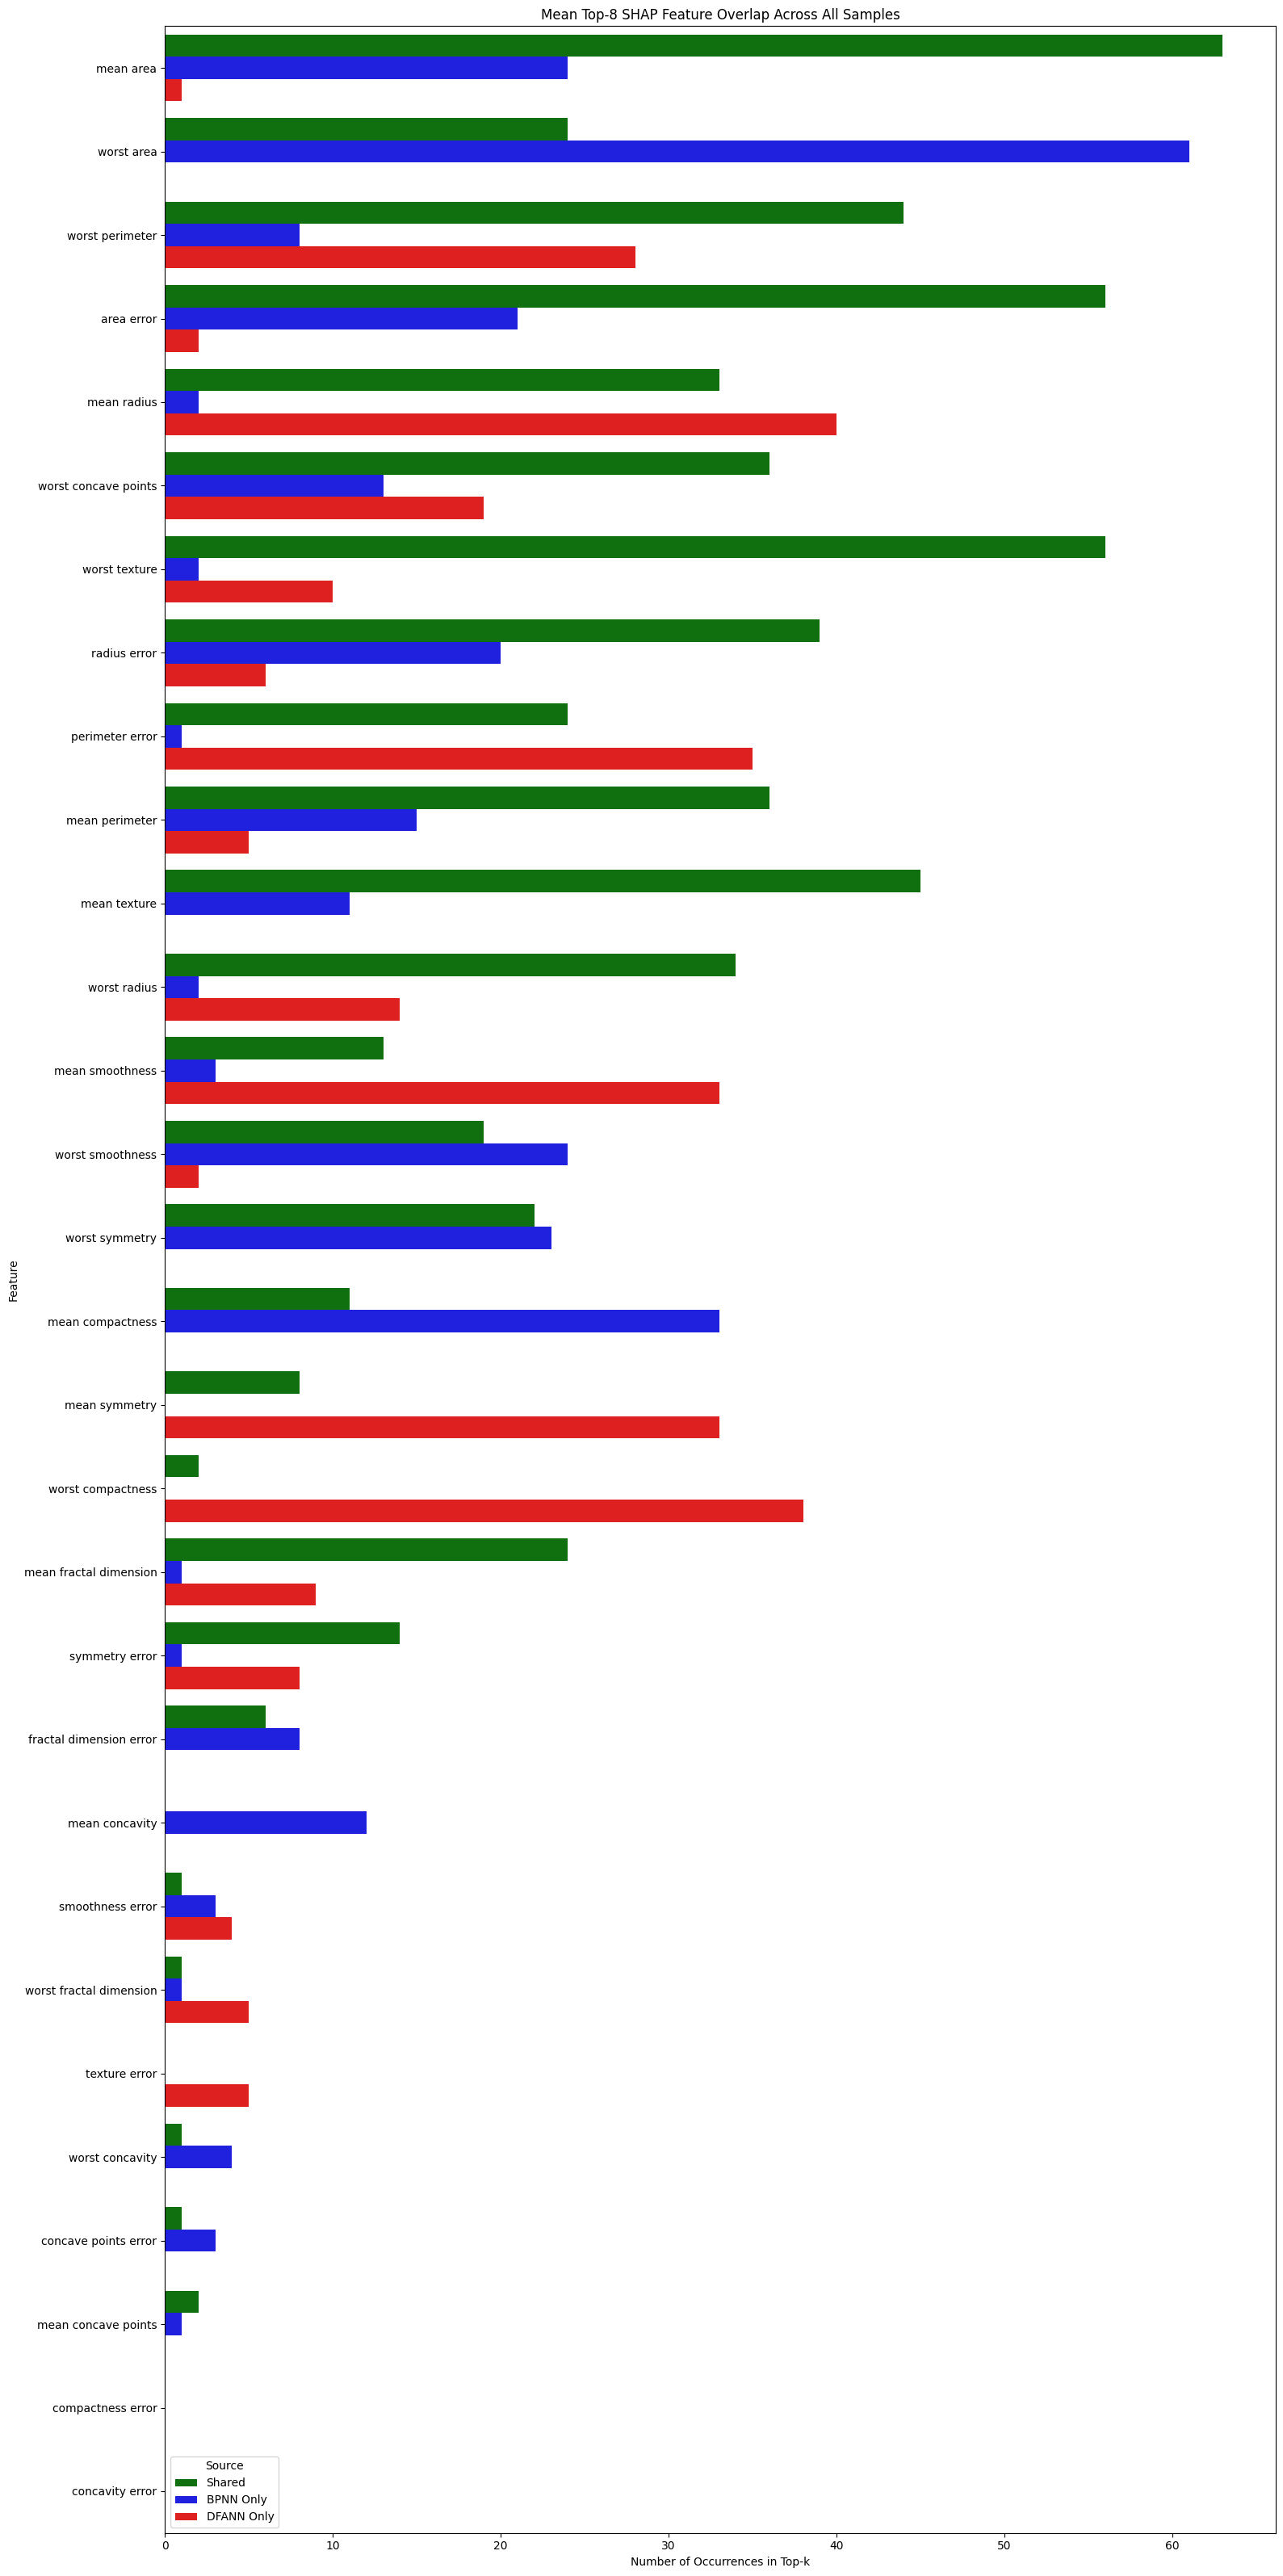 Mean Top-8 SHAP Feature Overlap Across All Samples
mean area
worst area
worst perimeter
area error
mean radius
worst concave points
worst texture
radius error
perimeter error
mean perimeter
mean texture
worst radius
mean smoothness
worst smoothness
worst symmetry
Feature
mean compactness
mean symmetry
worst compactness
mean fractal dimension
symmetry error
fractal dimension error
mean concavity
smoothness error
worst fractal dimension
texture error
worst concavity
concave points error
mean concave points
compactness error
concavity error
Source
Shared
BPNN Only
DFANN Only
0 10 20 30 40 50 60
Number of Occurrences in Top-k